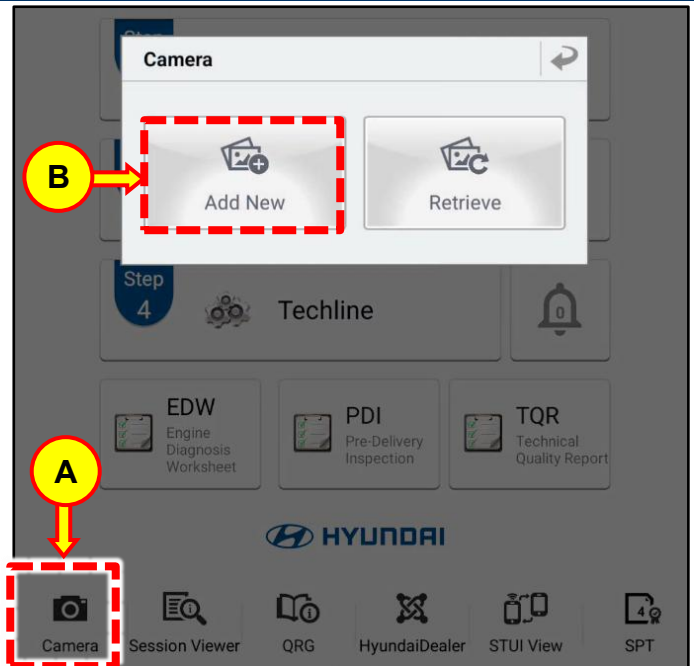 Step
Camera
B
Add New
Retrieve
Step
4
Techline
0
EDW
Engine
Diagnosis
Worksheet
PDI
Pre-Delivery
Inspection
TQR
Technical
Quality Report
A
HYUNDAI
Camera
Session Viewer
QRG
HyundaiDealer
STUI View
SPT